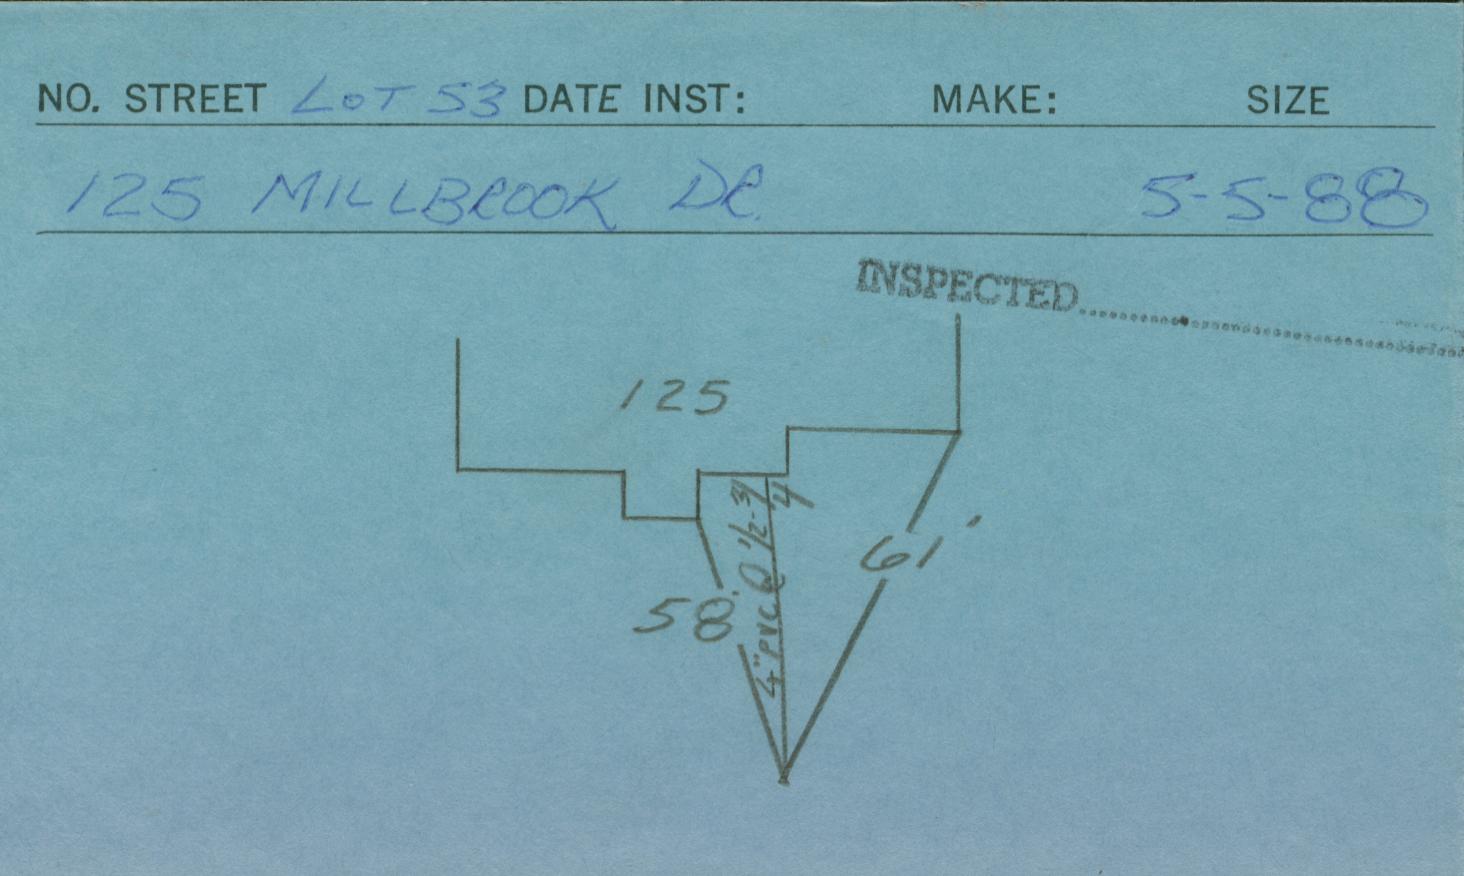 NO. STREET LOT 53 DATE INST: MAKE: SIZE
125 MILLBROOK DR. 5-5-88
INSPECTED
125
61'
58'
4" PVC @ 1/2-3/4